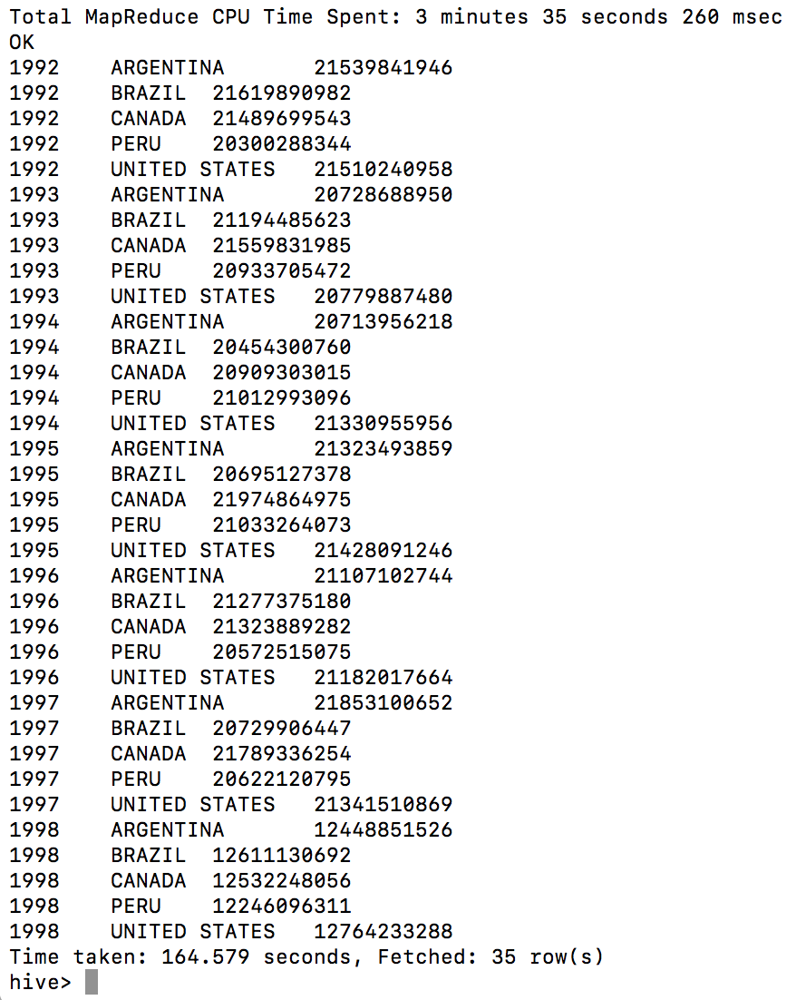 Total MapReduce CPU Time Spent: 3 minutes 35 seconds 260 msec
OK
1992	ARGENTINA	21539841946
1992	BRAZIL	21619890982
1992	CANADA	21489699543
1992	PERU	20300288344
1992	UNITED STATES	21510240958
1993	ARGENTINA	20728688950
1993	BRAZIL	21194485623
1993	CANADA	21559831985
1993	PERU	20933705472
1993	UNITED STATES	20779887480
1994	ARGENTINA	20713956218
1994	BRAZIL	20454300760
1994	CANADA	20909303015
1994	PERU	21012993096
1994	UNITED STATES	21330955956
1995	ARGENTINA	21323493859
1995	BRAZIL	20695127378
1995	CANADA	21974864975
1995	PERU	21033264073
1995	UNITED STATES	21428091246
1996	ARGENTINA	21107102744
1996	BRAZIL	21277375180
1996	CANADA	21323889282
1996	PERU	20572515075
1996	UNITED STATES	21182017664
1997	ARGENTINA	21853100652
1997	BRAZIL	20729906447
1997	CANADA	21789336254
1997	PERU	20622120795
1997	UNITED STATES	21341510869
1998	ARGENTINA	12448851526
1998	BRAZIL	12611130692
1998	CANADA	12532248056
1998	PERU	12246096311
1998	UNITED STATES	12764233288
Time taken: 164.579 seconds, Fetched: 35 row(s)
hive>